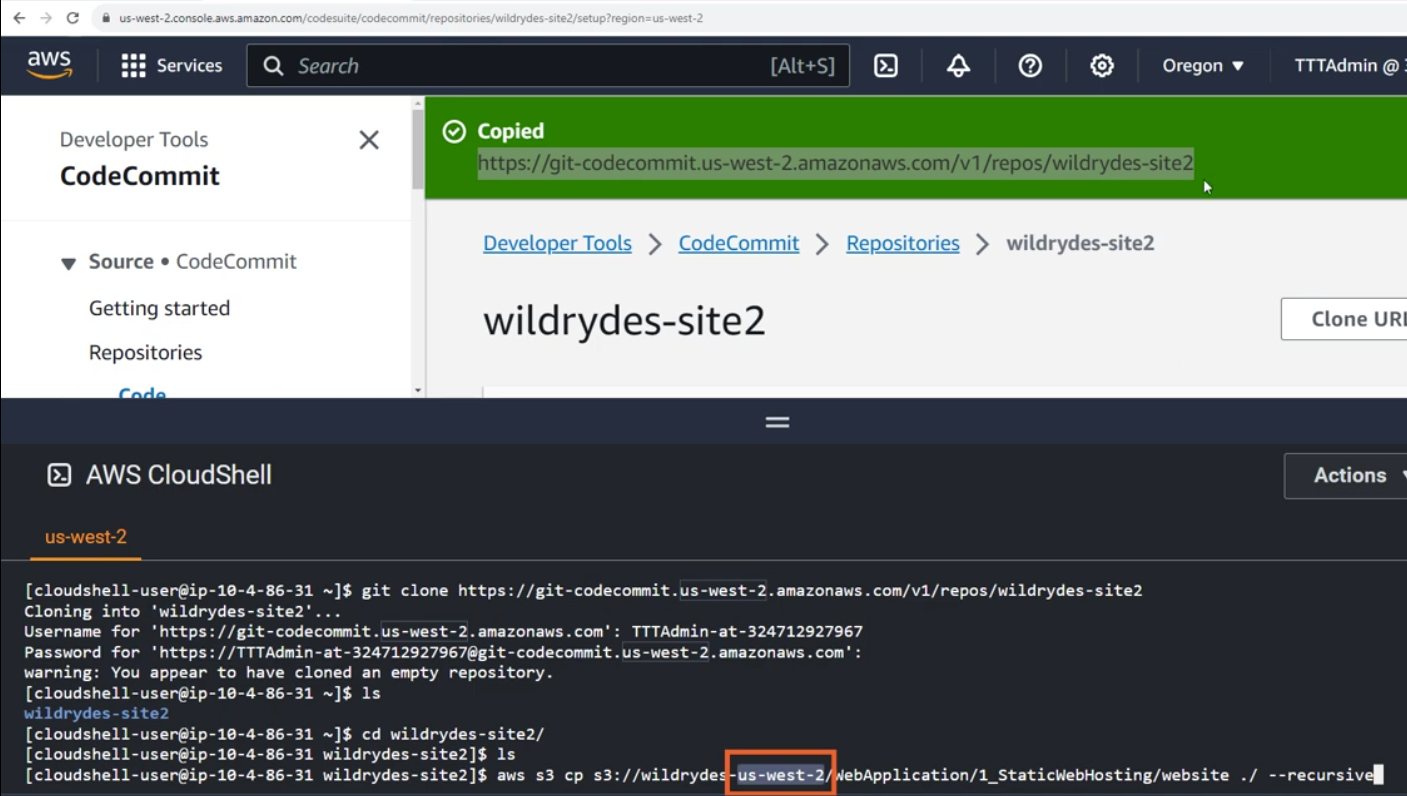 us-west-2.console.aws.amazon.com/codesuite/codecommit/repositories/wildrydes-site2/setup?region=us-west-2
aws Services Search [Alt+S] Oregon TTTAdmin @ 3
Developer Tools
CodeCommit
Source • CodeCommit
Getting started
Repositories
Code
Copied
https://git-codecommit.us-west-2.amazonaws.com/v1/repos/wildrydes-site2
Developer Tools > CodeCommit > Repositories > wildrydes-site2
wildrydes-site2
Clone URL
AWS CloudShell
Actions
us-west-2
[cloudshell-user@ip-10-4-86-31 ~]$ git clone https://git-codecommit.us-west-2.amazonaws.com/v1/repos/wildrydes-site2
Cloning into 'wildrydes-site2'...
Username for 'https://git-codecommit.us-west-2.amazonaws.com': TTTAdmin-at-324712927967
Password for 'https://TTTAdmin-at-324712927967@git-codecommit.us-west-2.amazonaws.com':
warning: You appear to have cloned an empty repository.
[cloudshell-user@ip-10-4-86-31 ~]$ ls
wildrydes-site2
[cloudshell-user@ip-10-4-86-31 ~]$ cd wildrydes-site2/
[cloudshell-user@ip-10-4-86-31 wildrydes-site2]$ ls
[cloudshell-user@ip-10-4-86-31 wildrydes-site2]$ aws s3 cp s3://wildrydes-us-west-2/WebApplication/1_StaticWebHosting/website ./ --recursive